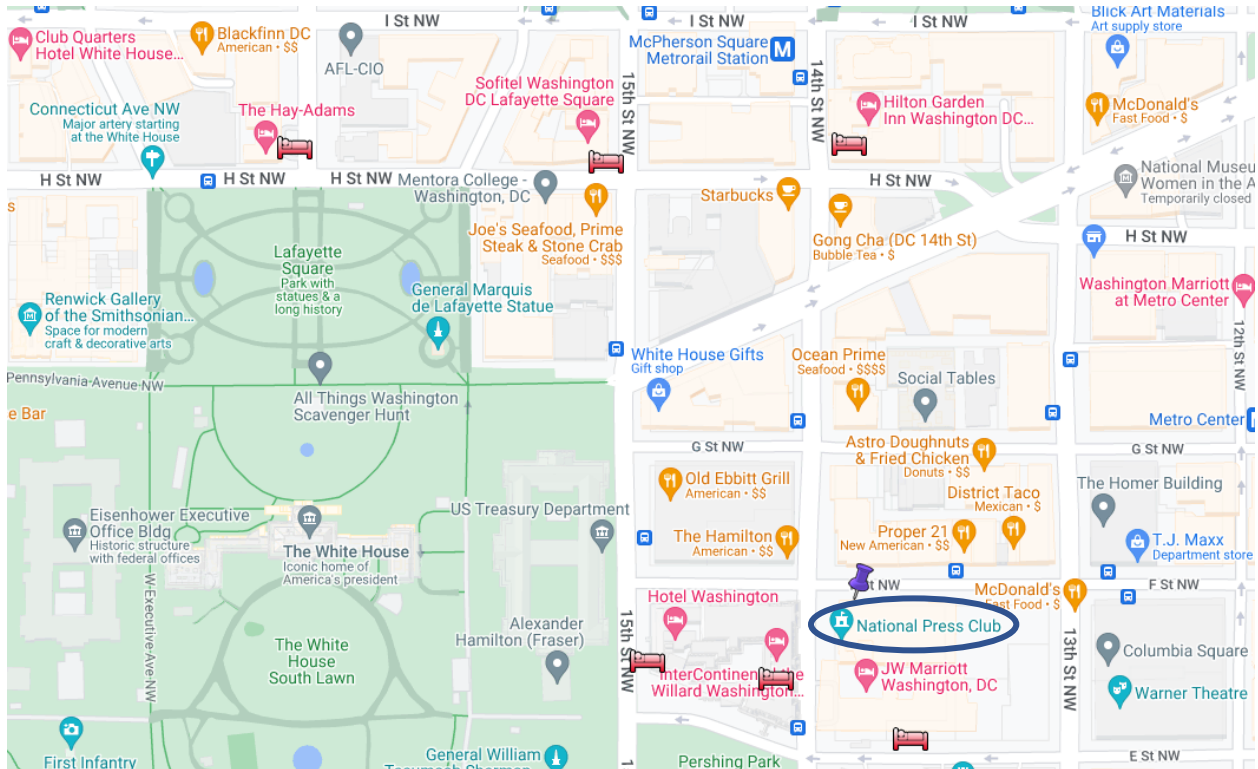 I St NW
I St NW
I St NW
Blick Art Materials
Art supply store
Club Quarters
Hotel White House...
Blackfinn DC
American • $$
AFL-CIO
McPherson Square
Metrorail Station
M
Sofitel Washington
DC Lafayette Square
15th St NW
14th St NW
Hilton Garden
Inn Washington DC...
McDonald's
Fast Food • $
Connecticut Ave NW
Major artery starting
at the White House
The Hay-Adams
H St NW
H St NW
H St NW
H St NW
Mentora College -
Washington, DC
Starbucks
National Museu
Women in the A
Temporarily closed
s
Joe's Seafood, Prime
Steak & Stone Crab
Seafood • $$$
Gong Cha (DC 14th St)
Bubble Tea • $
H St NW
Lafayette
Square
Park with
statues & a
long history
General Marquis
de Lafayette Statue
Washington Marriott
at Metro Center
Renwick Gallery
of the Smithsonian...
Space for modern
craft & decorative arts
12th St NW
White House Gifts
Gift shop
Ocean Prime
Seafood • $$$$
Social Tables
Pennsylvania Avenue NW
All Things Washington
Scavenger Hunt
e Bar
Metro Center
G St NW
G St NW
Astro Doughnuts
& Fried Chicken
Donuts • $$
Old Ebbitt Grill
American • $$
District Taco
Mexican • $
The Homer Building
Eisenhower Executive
Office Bldg
Historic structure
with federal offices
US Treasury Department
The White House
Iconic home of
America's president
The Hamilton
American • $$
Proper 21
New American • $$
T.J. Maxx
Department store
W Executive Ave NW
St NW
F St NW
McDonald's
Fast Food • $
Hotel Washington
National Press Club
15th St NW
13th St NW
Alexander
Hamilton (Fraser)
The White
House
South Lawn
InterContinen the
Willard Washington...
JW Marriott
Washington, DC
Columbia Square
Warner Theatre
First Infantry
General William
Tecumseh Sherman
Pershing Park
E St NW
1